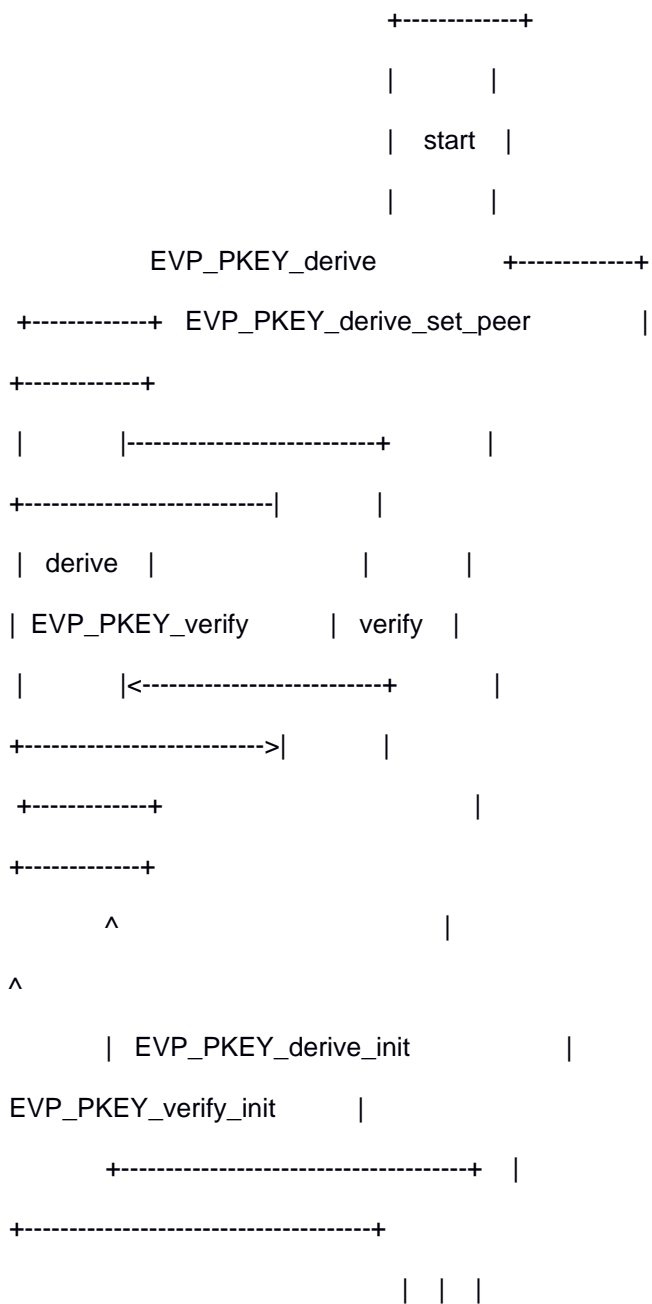 +-------------+
|             |
|    start    |
|             |
EVP_PKEY_derive                 +-------------+
+-------------+   EVP_PKEY_derive_set_peer              |
+-------------+
|             |----------------------------+             |
+----------------------------|             |
|   derive    |                            |             |
|  EVP_PKEY_verify            |   verify    |
|             |<---------------------------+             |
+--------------------------->|             |
+-------------+                                          |
+-------------+
^                                          |
^
|   EVP_PKEY_derive_init                   |
EVP_PKEY_verify_init          |
+---------------------------------------+   |
+---------------------------------------+
|   |   |